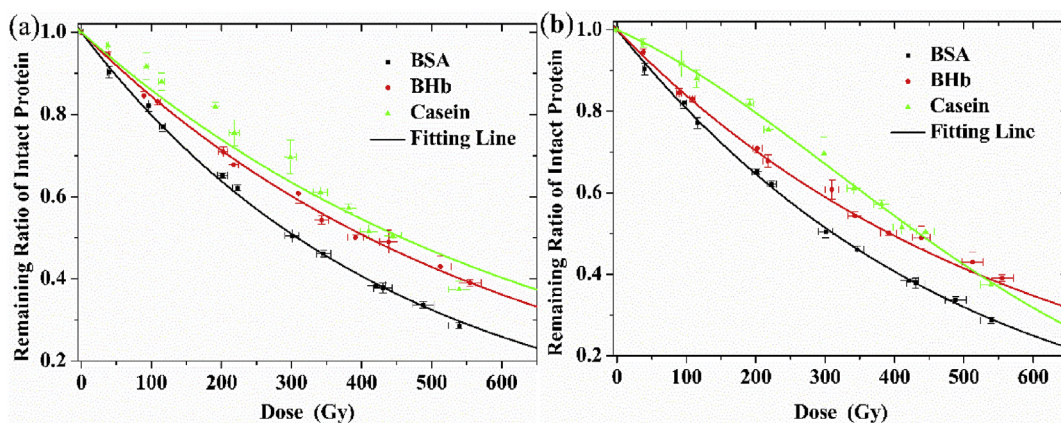 (a)
Remaining Ratio of Intact Protein
1.0
0.8
0.6
0.4
0.2
BSA
BHb
Casein
Fitting Line
0 100 200 300 400 500 600
Dose (Gy)
(b)
Remaining Ratio of Intact Protein
1.0
0.8
0.6
0.4
0.2
BSA
BHb
Casein
Fitting Line
0 100 200 300 400 500 600
Dose (Gy)